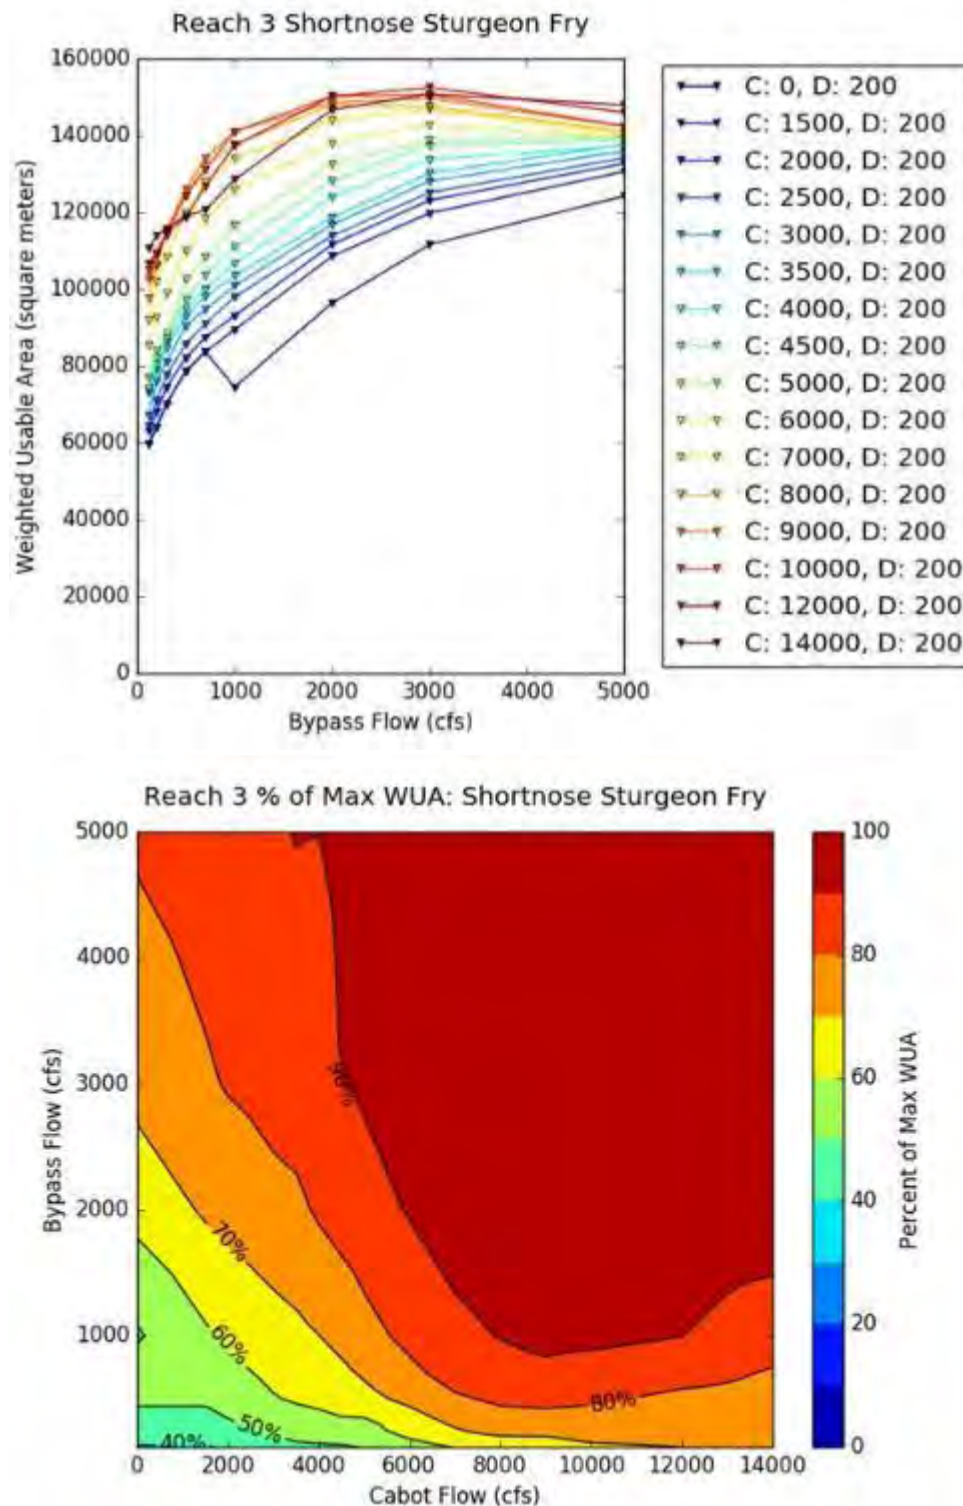 Reach 3 Shortnose Sturgeon Fry
160000
140000
120000
100000
80000
60000
40000
20000
0
Weighted Usable Area (square meters)
0 1000 2000 3000 4000 5000
Bypass Flow (cfs)
C: 0, D: 200
C: 1500, D: 200
C: 2000, D: 200
C: 2500, D: 200
C: 3000, D: 200
C: 3500, D: 200
C: 4000, D: 200
C: 4500, D: 200
C: 5000, D: 200
C: 6000, D: 200
C: 7000, D: 200
C: 8000, D: 200
C: 9000, D: 200
C: 10000, D: 200
C: 12000, D: 200
C: 14000, D: 200
Reach 3 % of Max WUA: Shortnose Sturgeon Fry
5000
4000
3000
2000
1000
Bypass Flow (cfs)
90%
70%
60%
80%
50%
40%
0 2000 4000 6000 8000 10000 12000 14000
Cabot Flow (cfs)
100
80
60
40
20
0
Percent of Max WUA